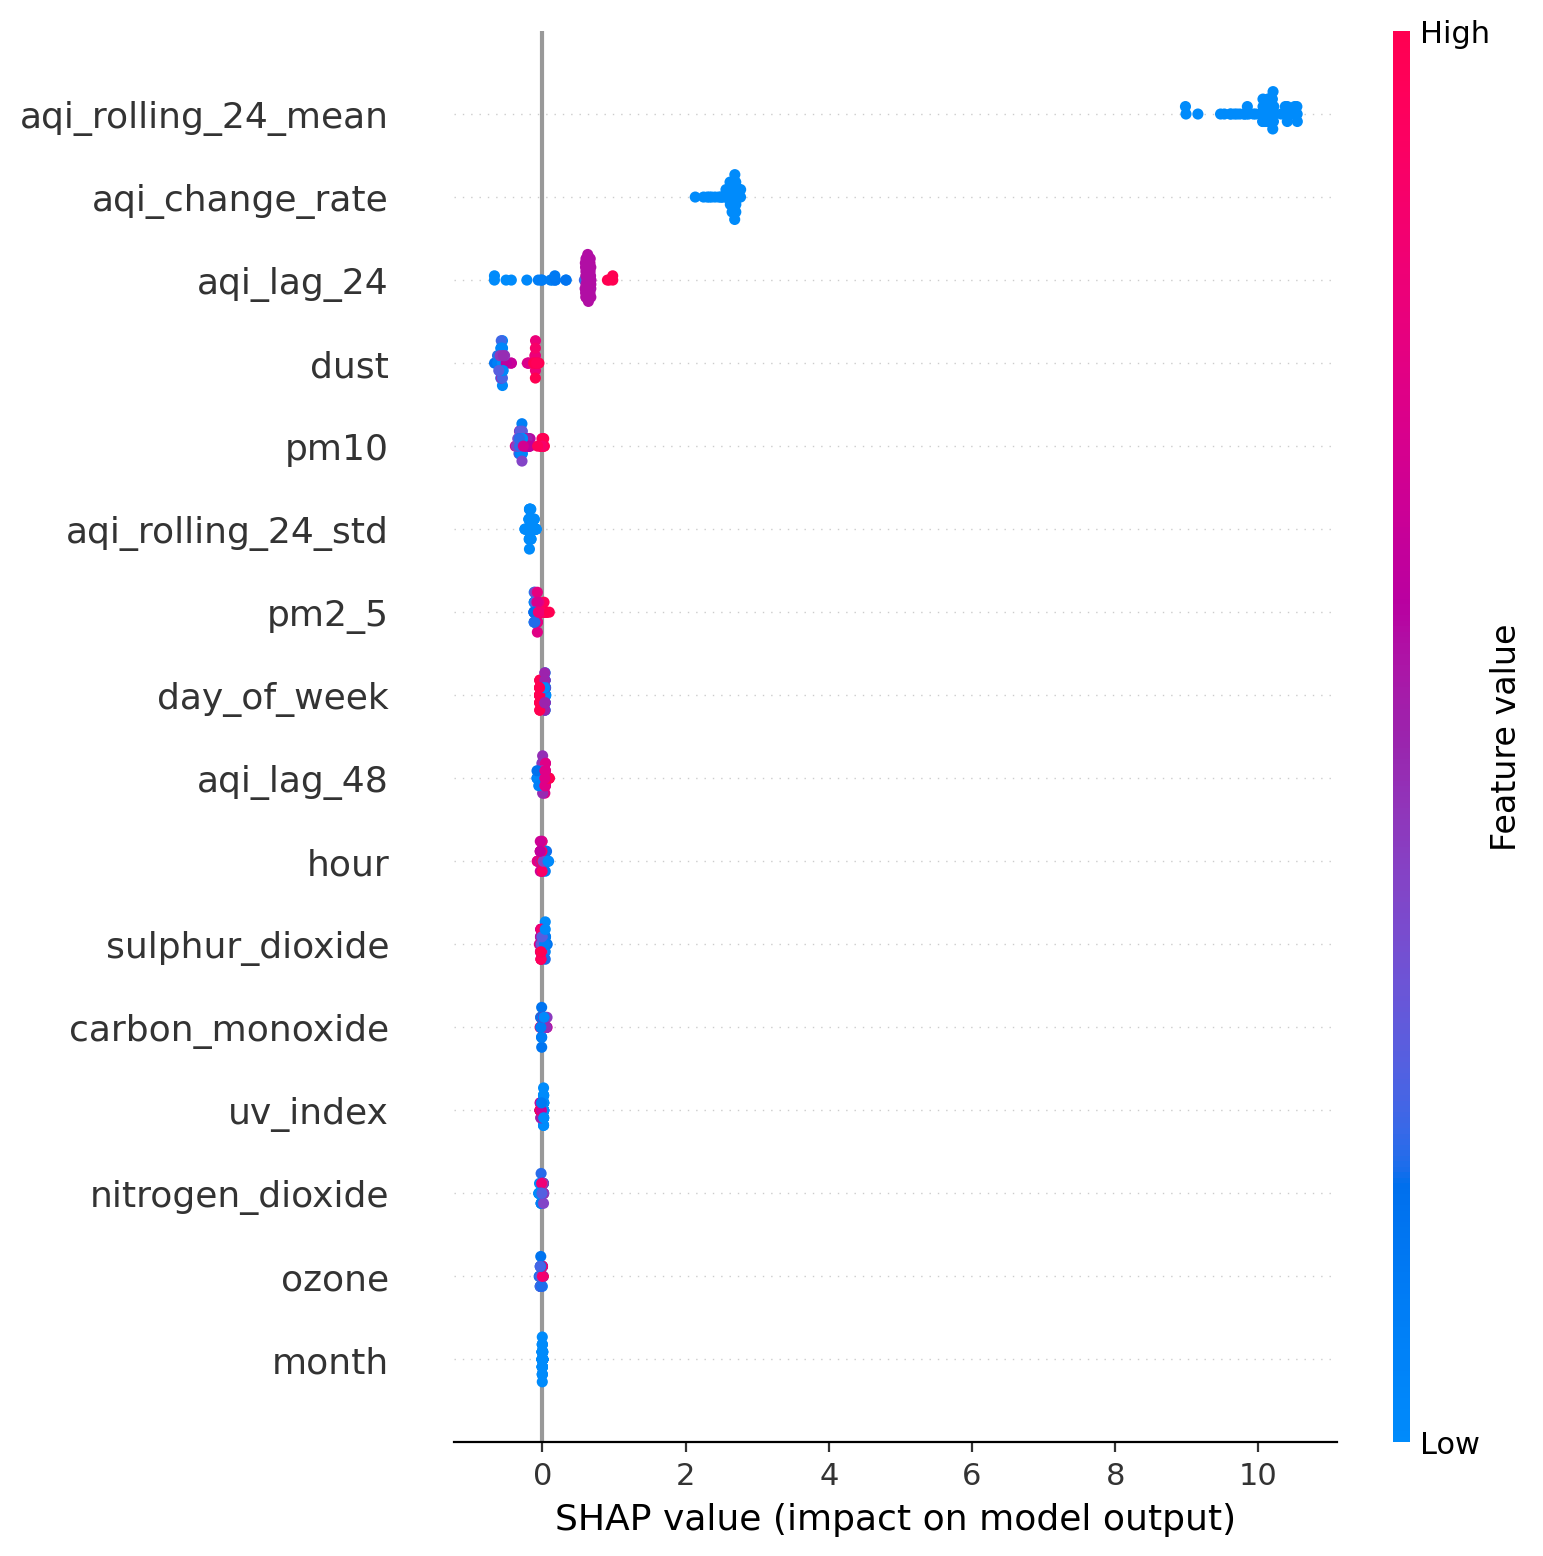 High
aqi_rolling_24_mean
aqi_change_rate
aqi_lag_24
dust
pm10
aqi_rolling_24_std
pm2_5
day_of_week
aqi_lag_48
hour
sulphur_dioxide
carbon_monoxide
uv_index
nitrogen_dioxide
ozone
month
Feature value
Low
0 2 4 6 8 10
SHAP value (impact on model output)